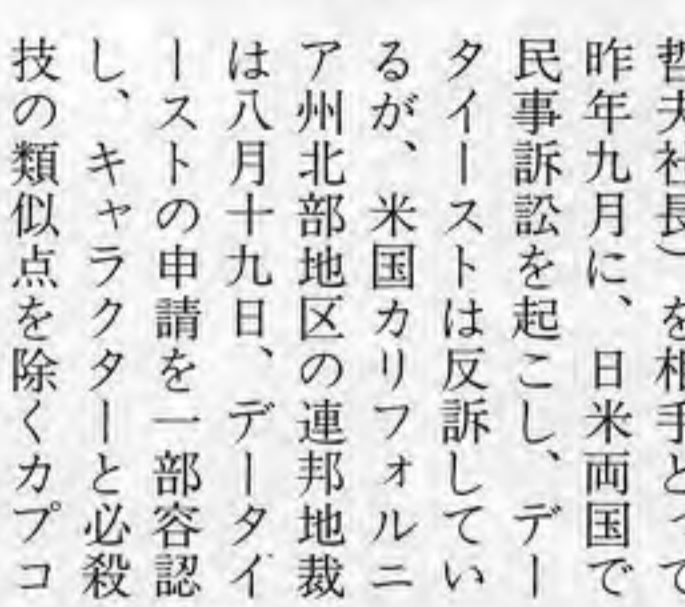 哲夫社長）を相手とって
昨年九月に、日米両国で
民事訴訟を起こし、デー
タイーストは反訴してい
るが、米国カリフォルニ
ア州北部地区の連邦地裁
は八月十九日、データイ
ーストの申請を一部容認
し、キャラクターと必殺
技の類似点を除くカプコ